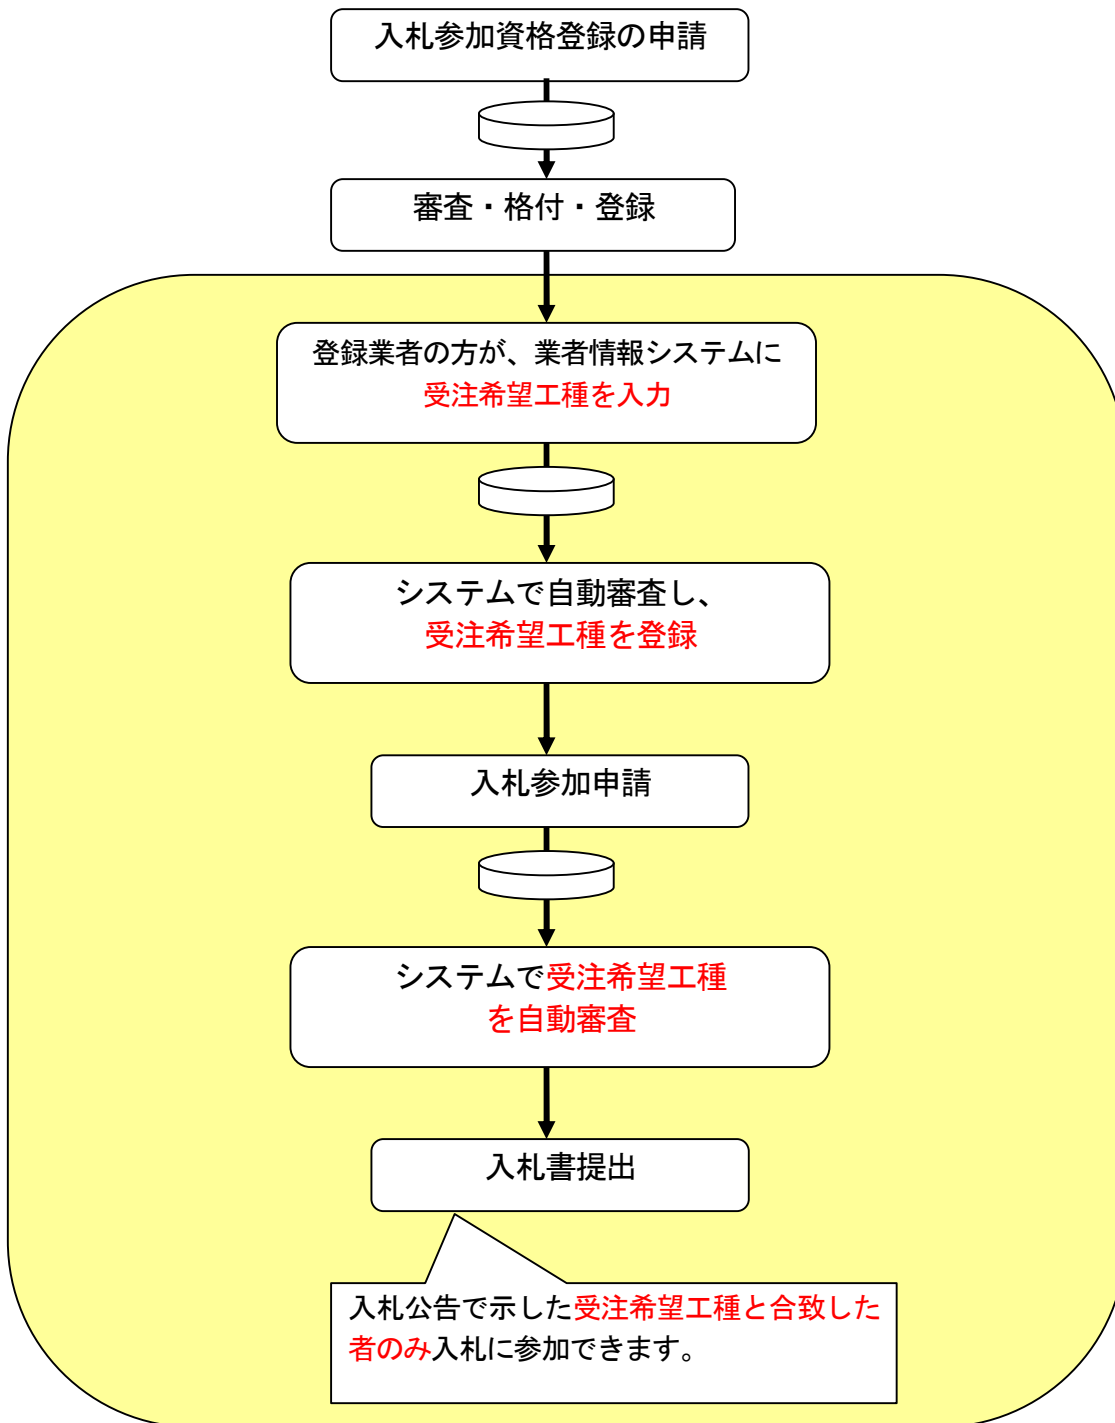 入札参加資格登録の申請
審査・格付・登録
登録業者の方が、業者情報システムに
受注希望工種を入力
システムで自動審査し、
受注希望工種を登録
入札参加申請
システムで受注希望工種
を自動審査
入札書提出
入札公告で示した受注希望工種と合致した
者のみ入札に参加できます。